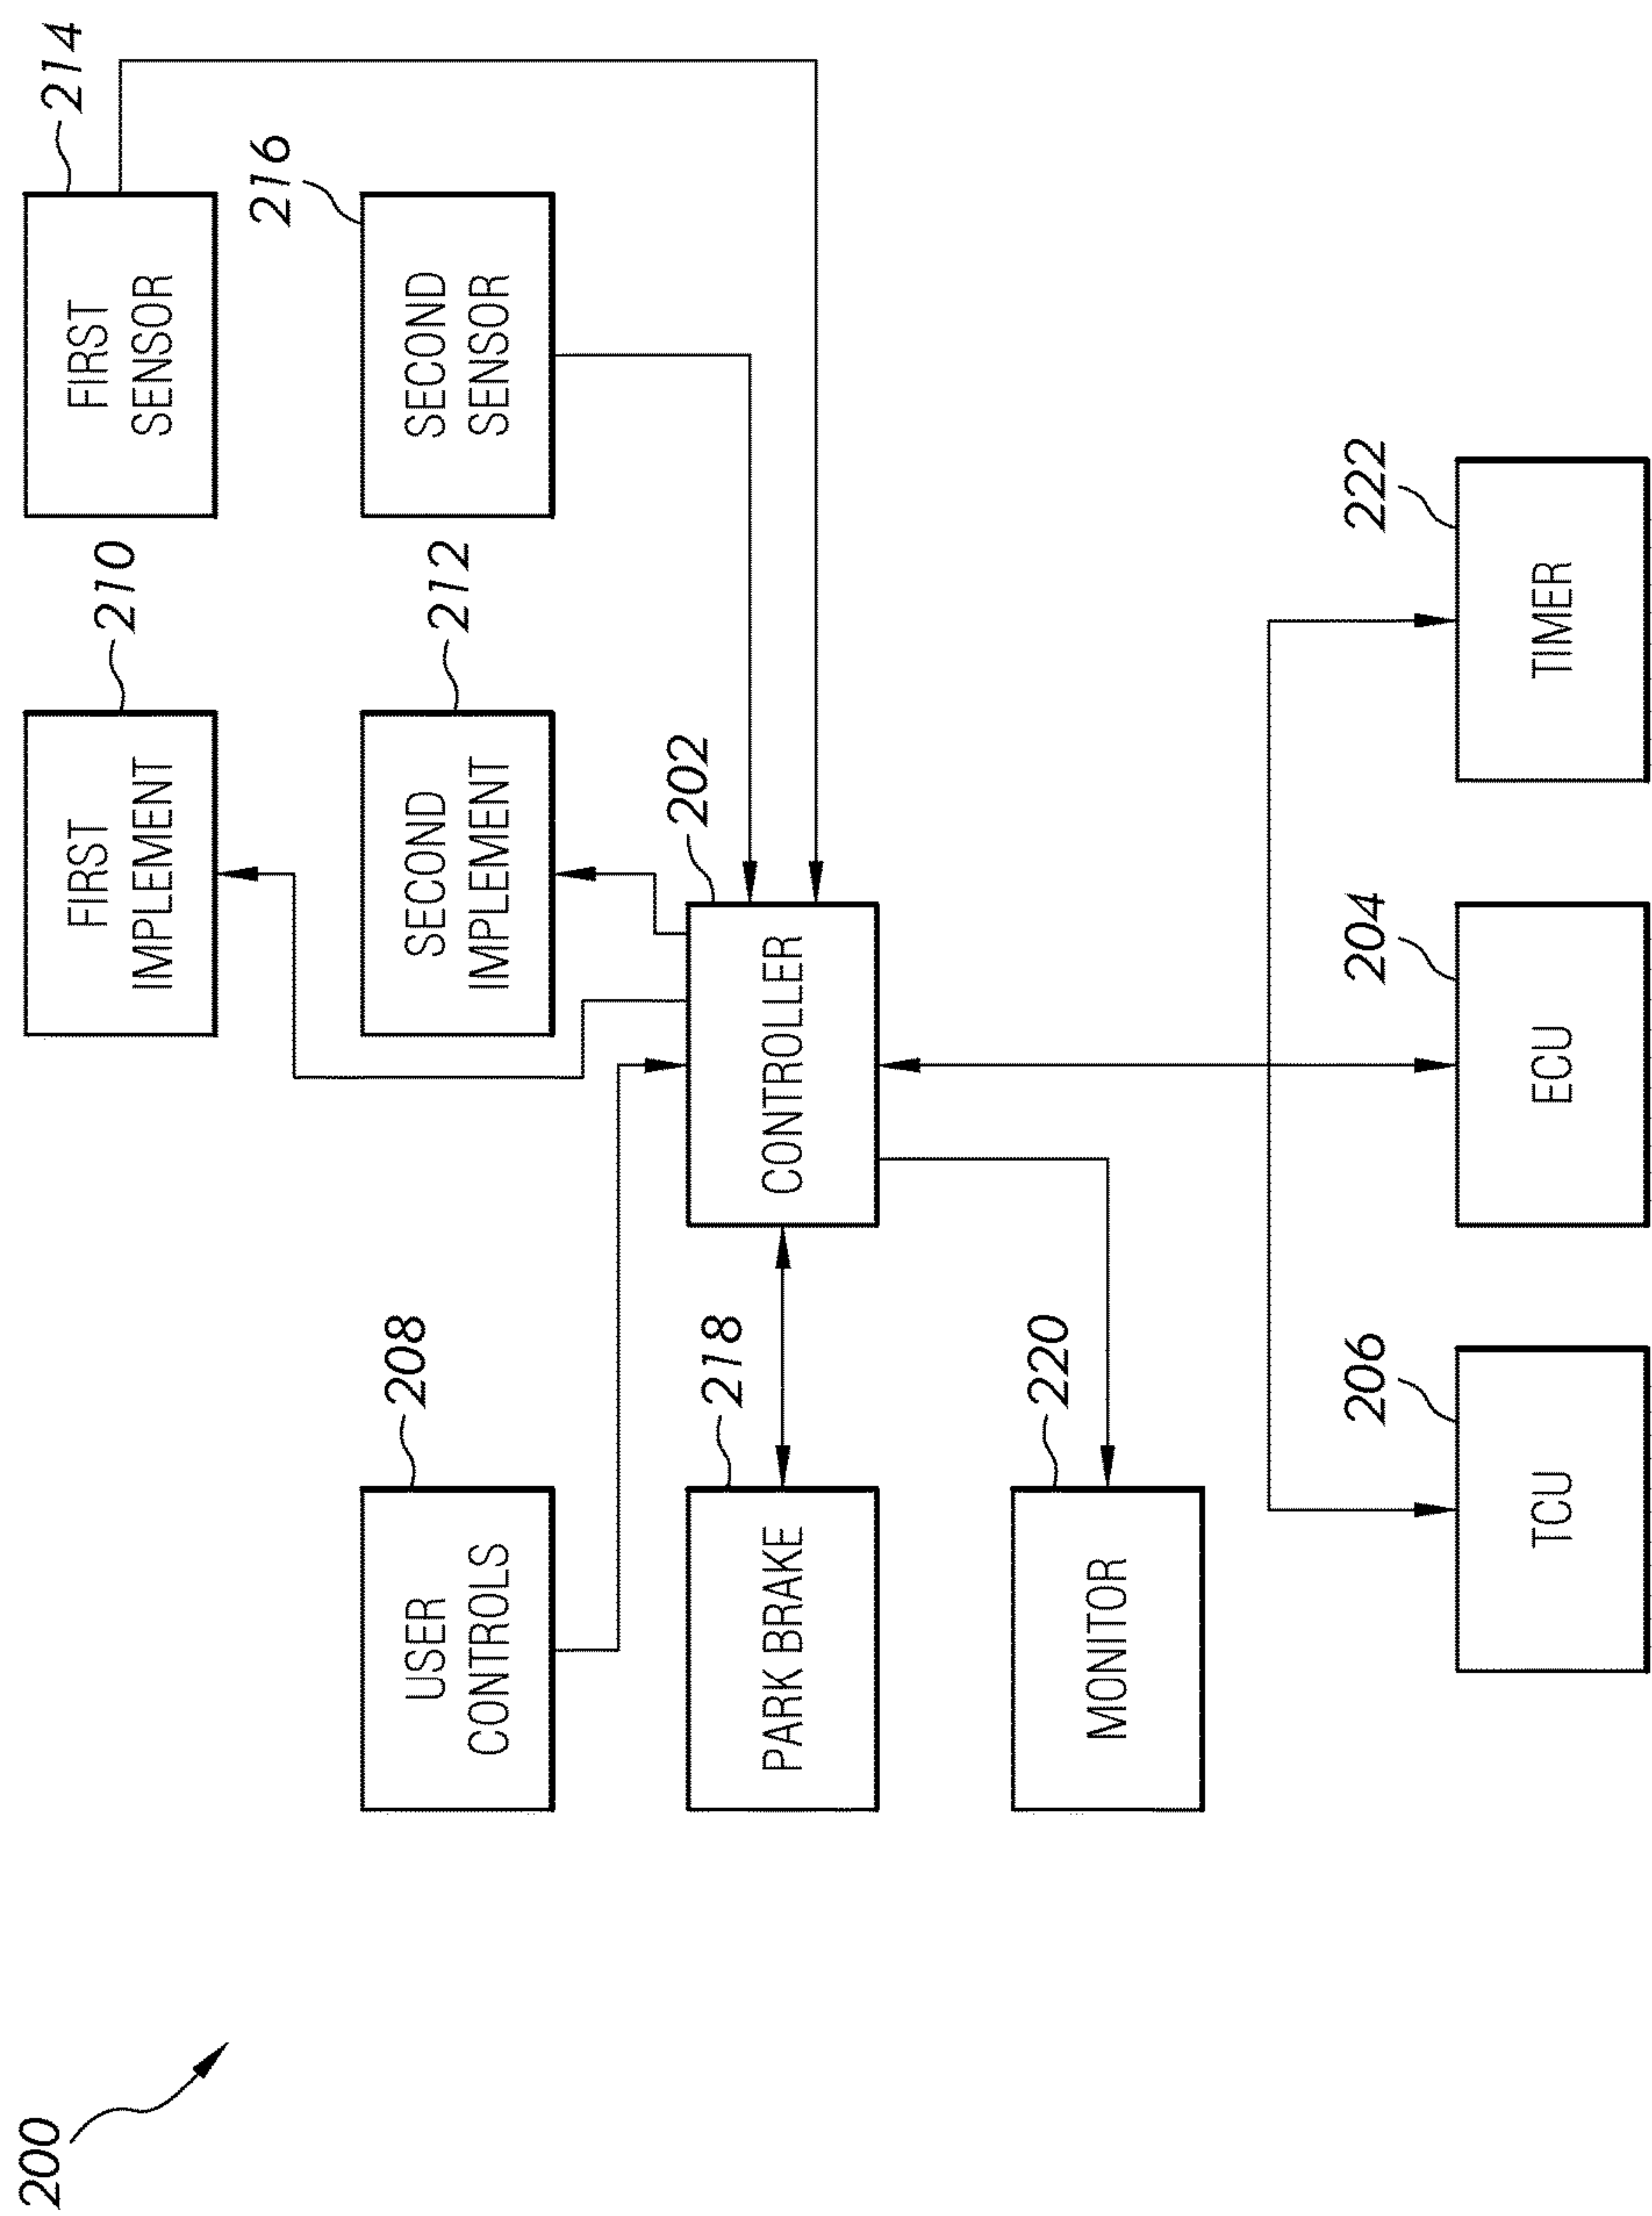 200
FIRST
IMPLEMENT
210
FIRST
SENSOR
214
USER
CONTROLS
208
SECOND
IMPLEMENT
212
SECOND
SENSOR
216
PARK BRAKE
218
CONTROLLER
202
MONITOR
220
TCU
206
ECU
204
TIMER
222